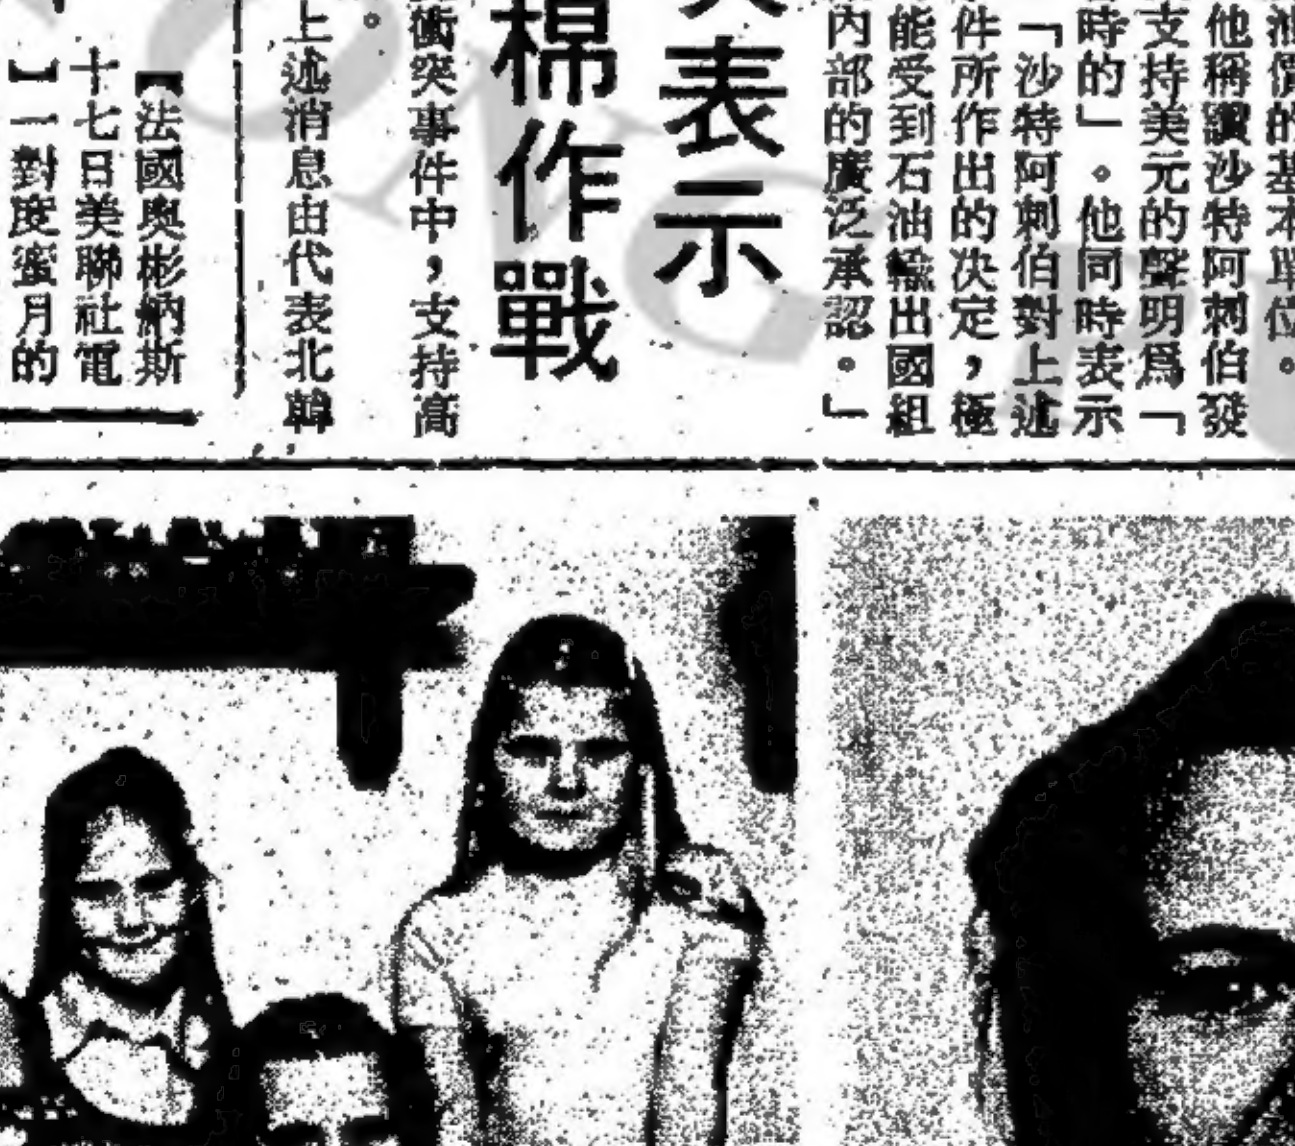 油價的基本單位。
他稱讚沙特阿刺伯發
支持美元的聲明爲「
時的」。他同時表示
「沙特阿刺伯對上述
件所作出的决定，極
能受到石油輸出國組
內部的廣泛承認。」
表示
棉作戰
衝突事件中，支持高
。
上述消息由代表北韓
【法國奧彬納斯
十七日美聯社電
】一對度蜜月的